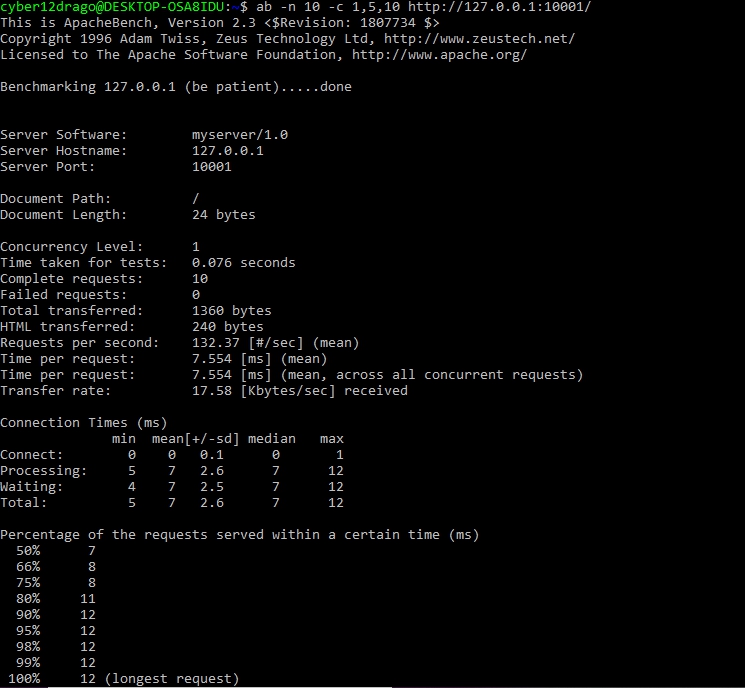 cyber12drago@DESKTOP-OSA8IDU:~$ ab -n 10 -c 1,5,10 http://127.0.0.1:10001/
This is ApacheBench, Version 2.3 <$Revision: 1807734 $>
Copyright 1996 Adam Twiss, Zeus Technology Ltd, http://www.zeustech.net/
Licensed to The Apache Software Foundation, http://www.apache.org/

Benchmarking 127.0.0.1 (be patient).....done


Server Software:        myserver/1.0
Server Hostname:        127.0.0.1
Server Port:            10001

Document Path:          /
Document Length:        24 bytes

Concurrency Level:      1
Time taken for tests:   0.076 seconds
Complete requests:      10
Failed requests:        0
Total transferred:      1360 bytes
HTML transferred:       240 bytes
Requests per second:    132.37 [#/sec] (mean)
Time per request:       7.554 [ms] (mean)
Time per request:       7.554 [ms] (mean, across all concurrent requests)
Transfer rate:          17.58 [Kbytes/sec] received

Connection Times (ms)
              min  mean[+/-sd] median   max
Connect:        0    0   0.1      0       1
Processing:     5    7   2.6      7      12
Waiting:        4    7   2.5      7      12
Total:          5    7   2.6      7      12

Percentage of the requests served within a certain time (ms)
  50%      7
  66%      8
  75%      8
  80%     11
  90%     12
  95%     12
  98%     12
  99%     12
 100%     12 (longest request)